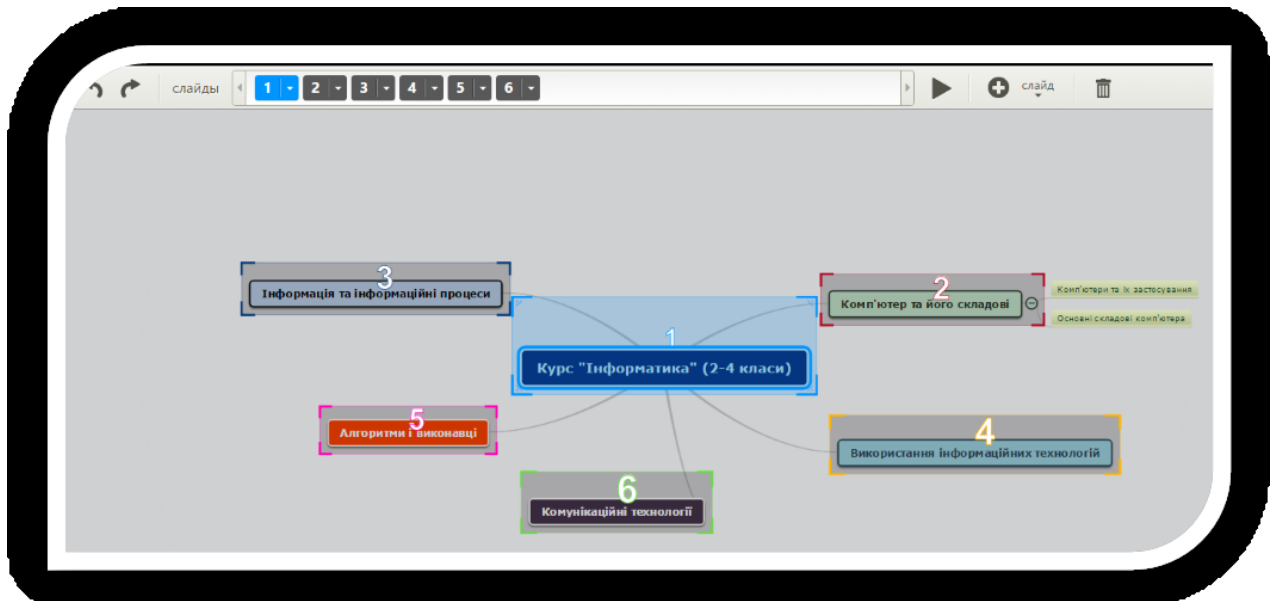 слайды 1 2 3 4 5 6 слайд
3
Інформація та інформаційні процеси
2
Комп'ютер та його складові
Комп'ютери та їх застосування
Основні складові комп'ютера
1
Курс "Інформатика" (2-4 класи)
5
Алгоритми і виконавці
4
Використання інформаційних технологій
6
Комунікаційні технології